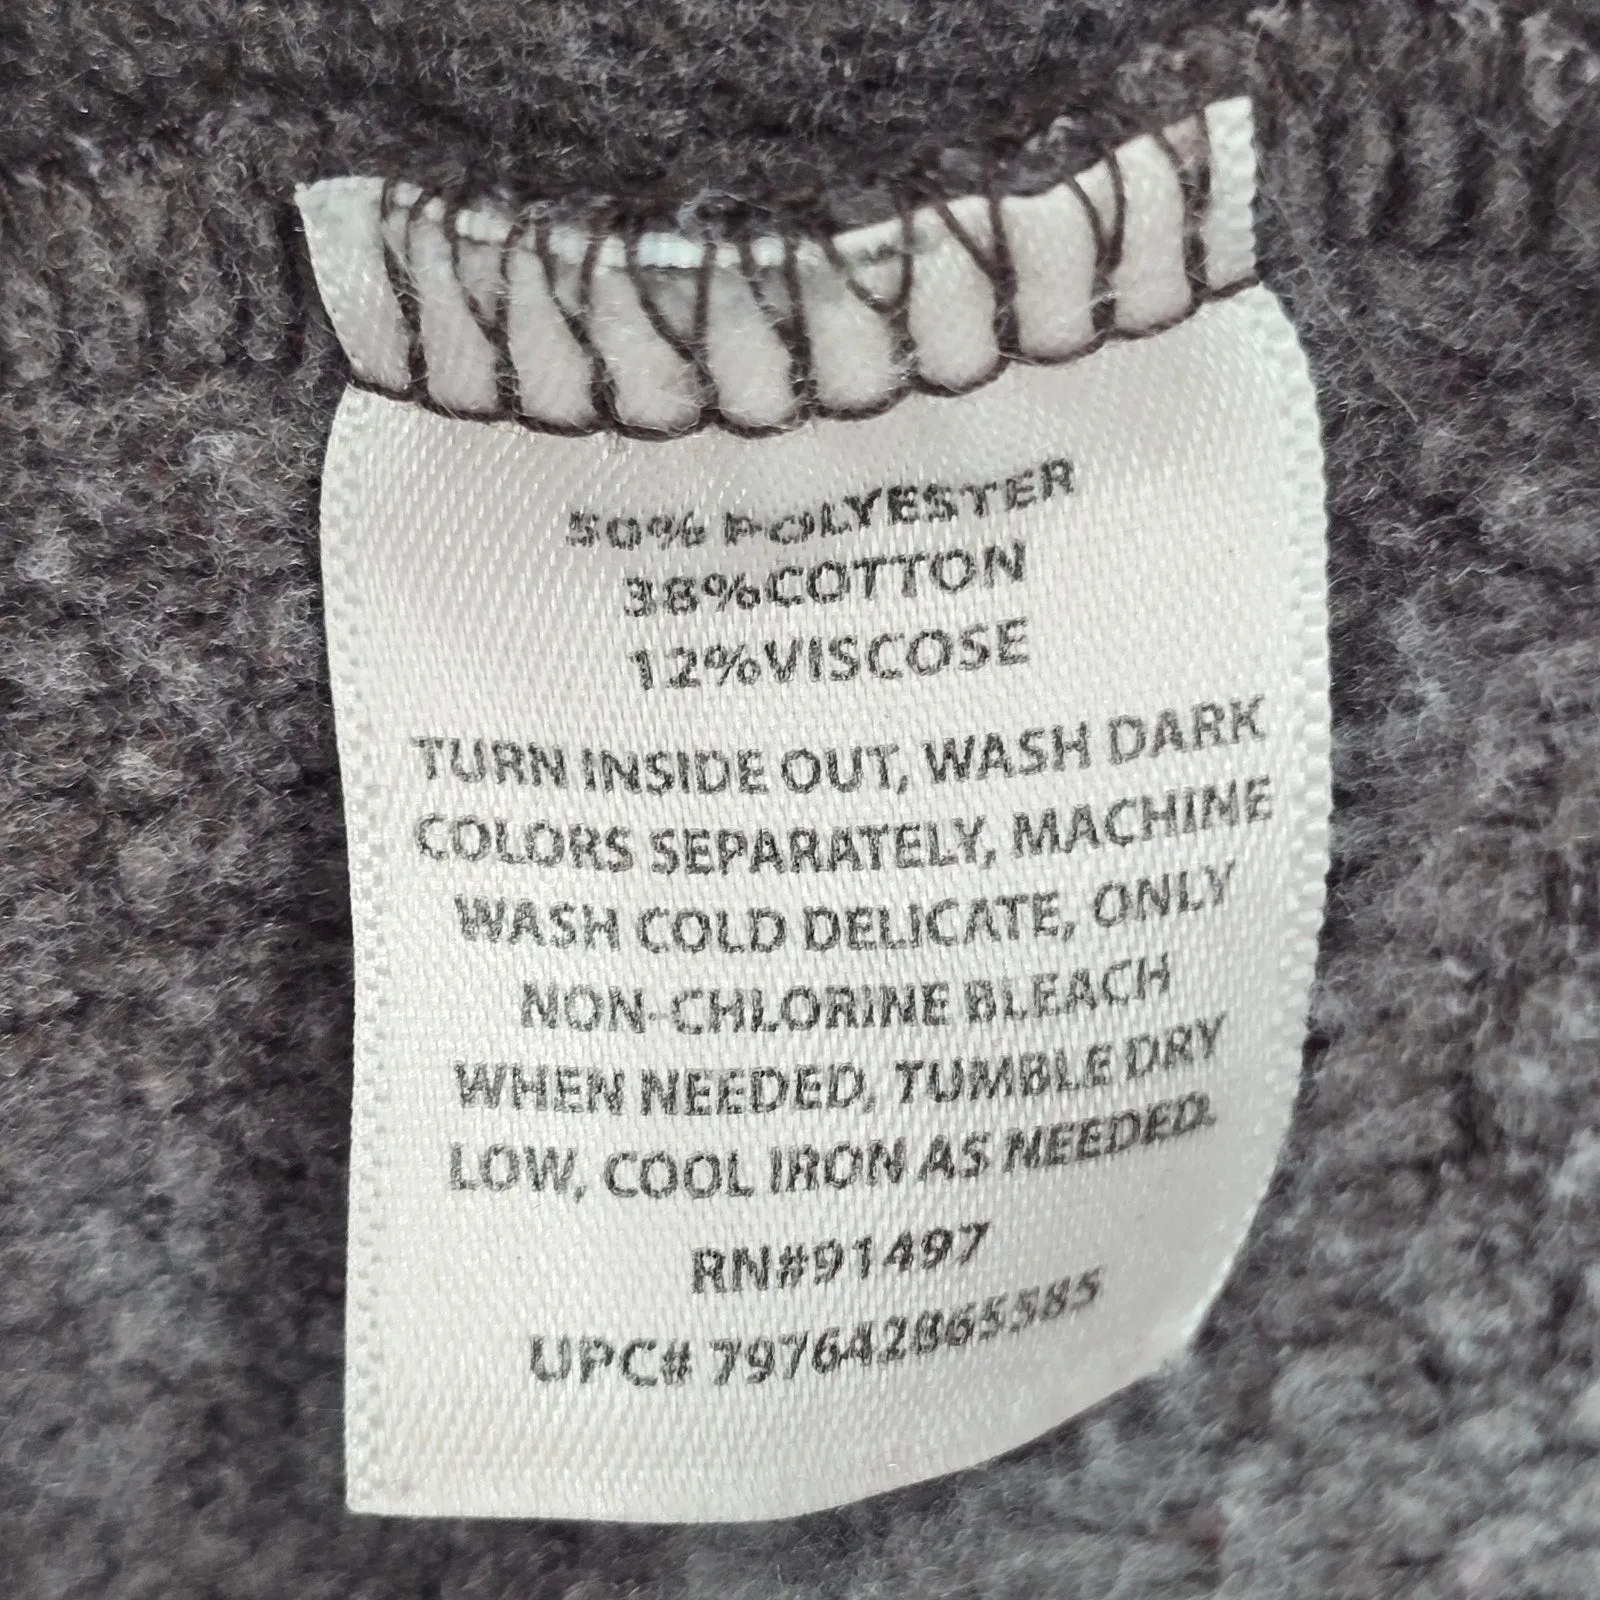 50% POLYESTER
38%COTTON
12%VISCOSE
TURN INSIDE OUT, WASH DARK
COLORS SEPARATELY, MACHINE
WASH COLD DELICATE, ONLY
NON-CHLORINE BLEACH
WHEN NEEDED, TUMBLE DRY
LOW, COOL IRON AS NEEDED.
RN#91497
UPC# 797642865585